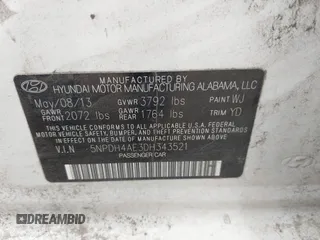 MANUFACTURED BY
HYUNDAI MOTOR MANUFACTURING ALABAMA, LLC
May/08/13 GVWR 3792 lbs PAINT WJ
GAWR FRONT 2072 lbs GAWR REAR 1764 lbs TRIM
THIS VEHICLE CONFORMS TO ALL APPLICABLE U.S.A. FEDERAL MOTOR VEHICLE SAFETY, BUMPER, AND THEFT PREVENTION STANDARDS IN EFFECT ON THE DATE OF MANUFACTURE SHOWN ABOVE.
V.I.N 5NPDH4AE3DH343521
PASSENGER CAR
DREAMBID